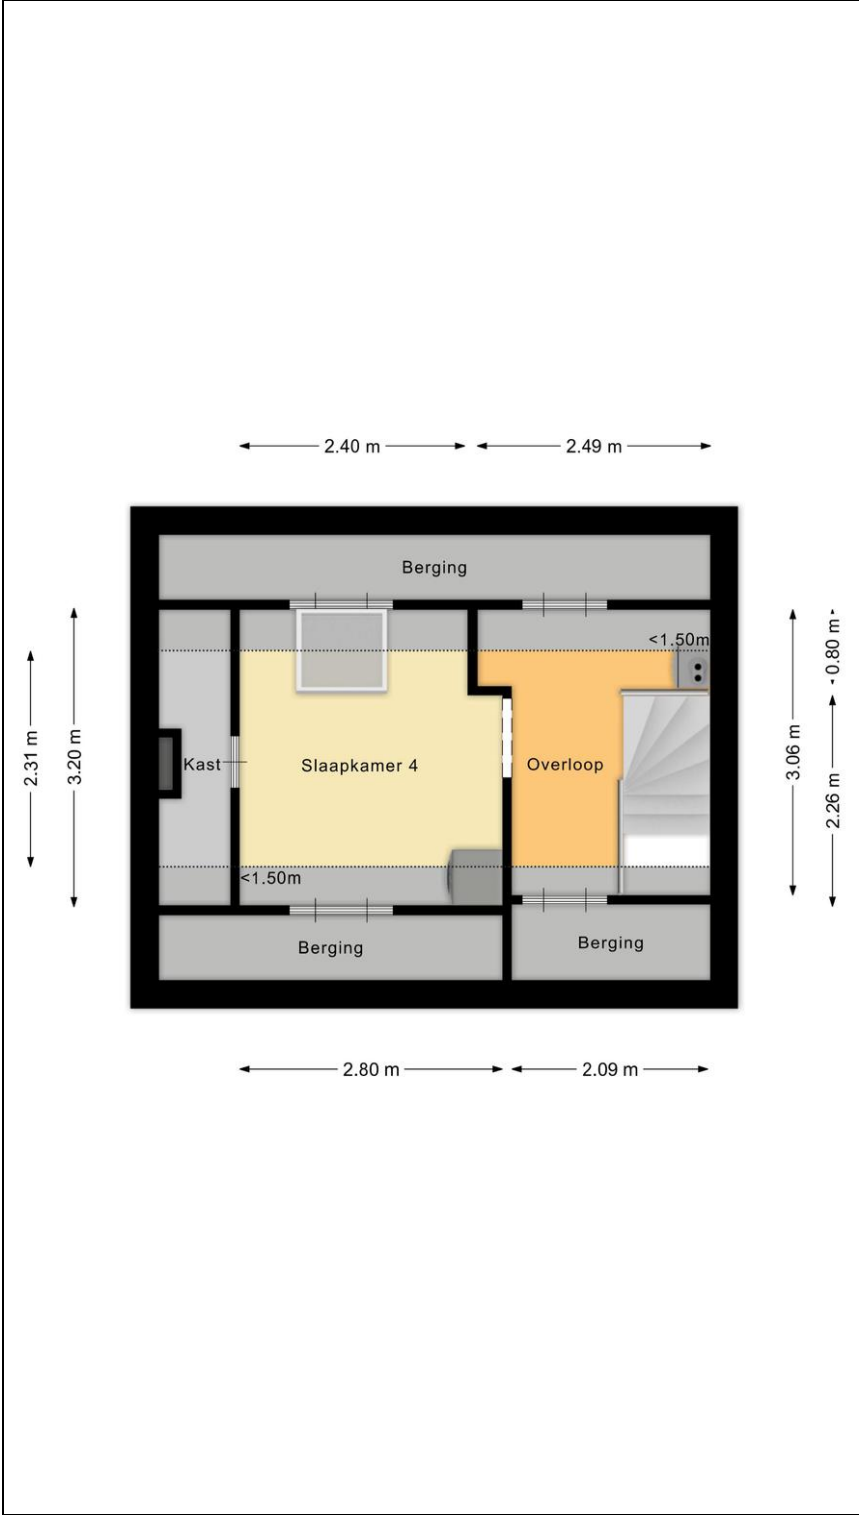 2.40 m
2.49 m
Berging
<1.50m
0.80 m
2.31 m
3.20 m
Kast
Slaapkamer 4
Overloop
3.06 m
2.26 m
<1.50m
Berging
Berging
2.80 m
2.09 m